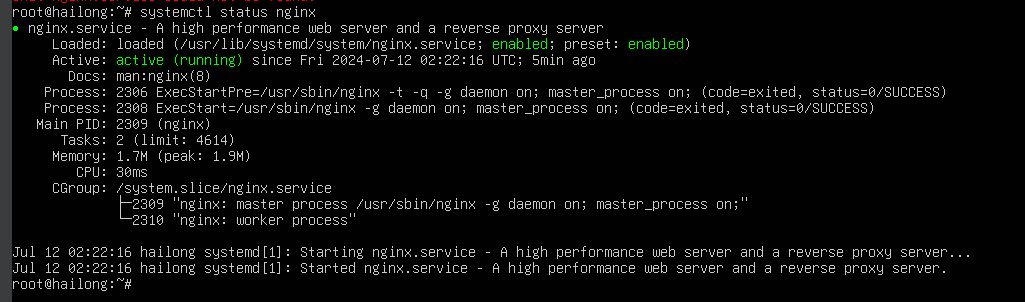 root@hailong:~# systemctl status nginx
● nginx.service - A high performance web server and a reverse proxy server
     Loaded: loaded (/usr/lib/systemd/system/nginx.service; enabled; preset: enabled)
     Active: active (running) since Fri 2024-07-12 02:22:16 UTC; 5min ago
       Docs: man:nginx(8)
    Process: 2306 ExecStartPre=/usr/sbin/nginx -t -q -g daemon on; master_process on; (code=exited, status=0/SUCCESS)
    Process: 2308 ExecStart=/usr/sbin/nginx -g daemon on; master_process on; (code=exited, status=0/SUCCESS)
   Main PID: 2309 (nginx)
      Tasks: 2 (limit: 4614)
     Memory: 1.7M (peak: 1.9M)
        CPU: 30ms
     CGroup: /system.slice/nginx.service
             ├─2309 "nginx: master process /usr/sbin/nginx -g daemon on; master_process on;"
             └─2310 "nginx: worker process"

Jul 12 02:22:16 hailong systemd[1]: Starting nginx.service - A high performance web server and a reverse proxy server...
Jul 12 02:22:16 hailong systemd[1]: Started nginx.service - A high performance web server and a reverse proxy server.
root@hailong:~#